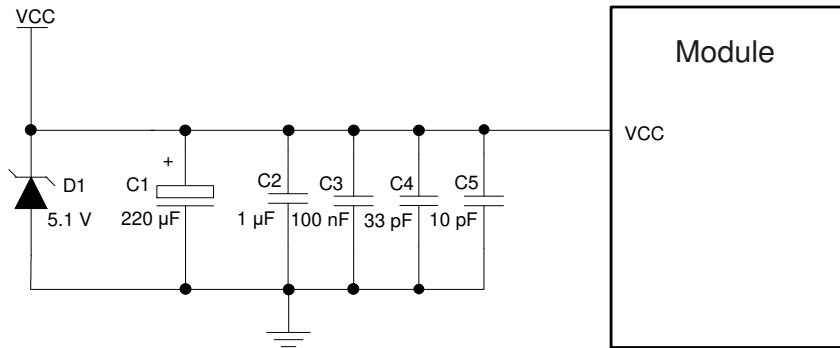 VCC
Module
VCC
+
D1
C1
C2
C3
C4
C5
5.1 V
220 µF
1 µF
100 nF
33 pF
10 pF